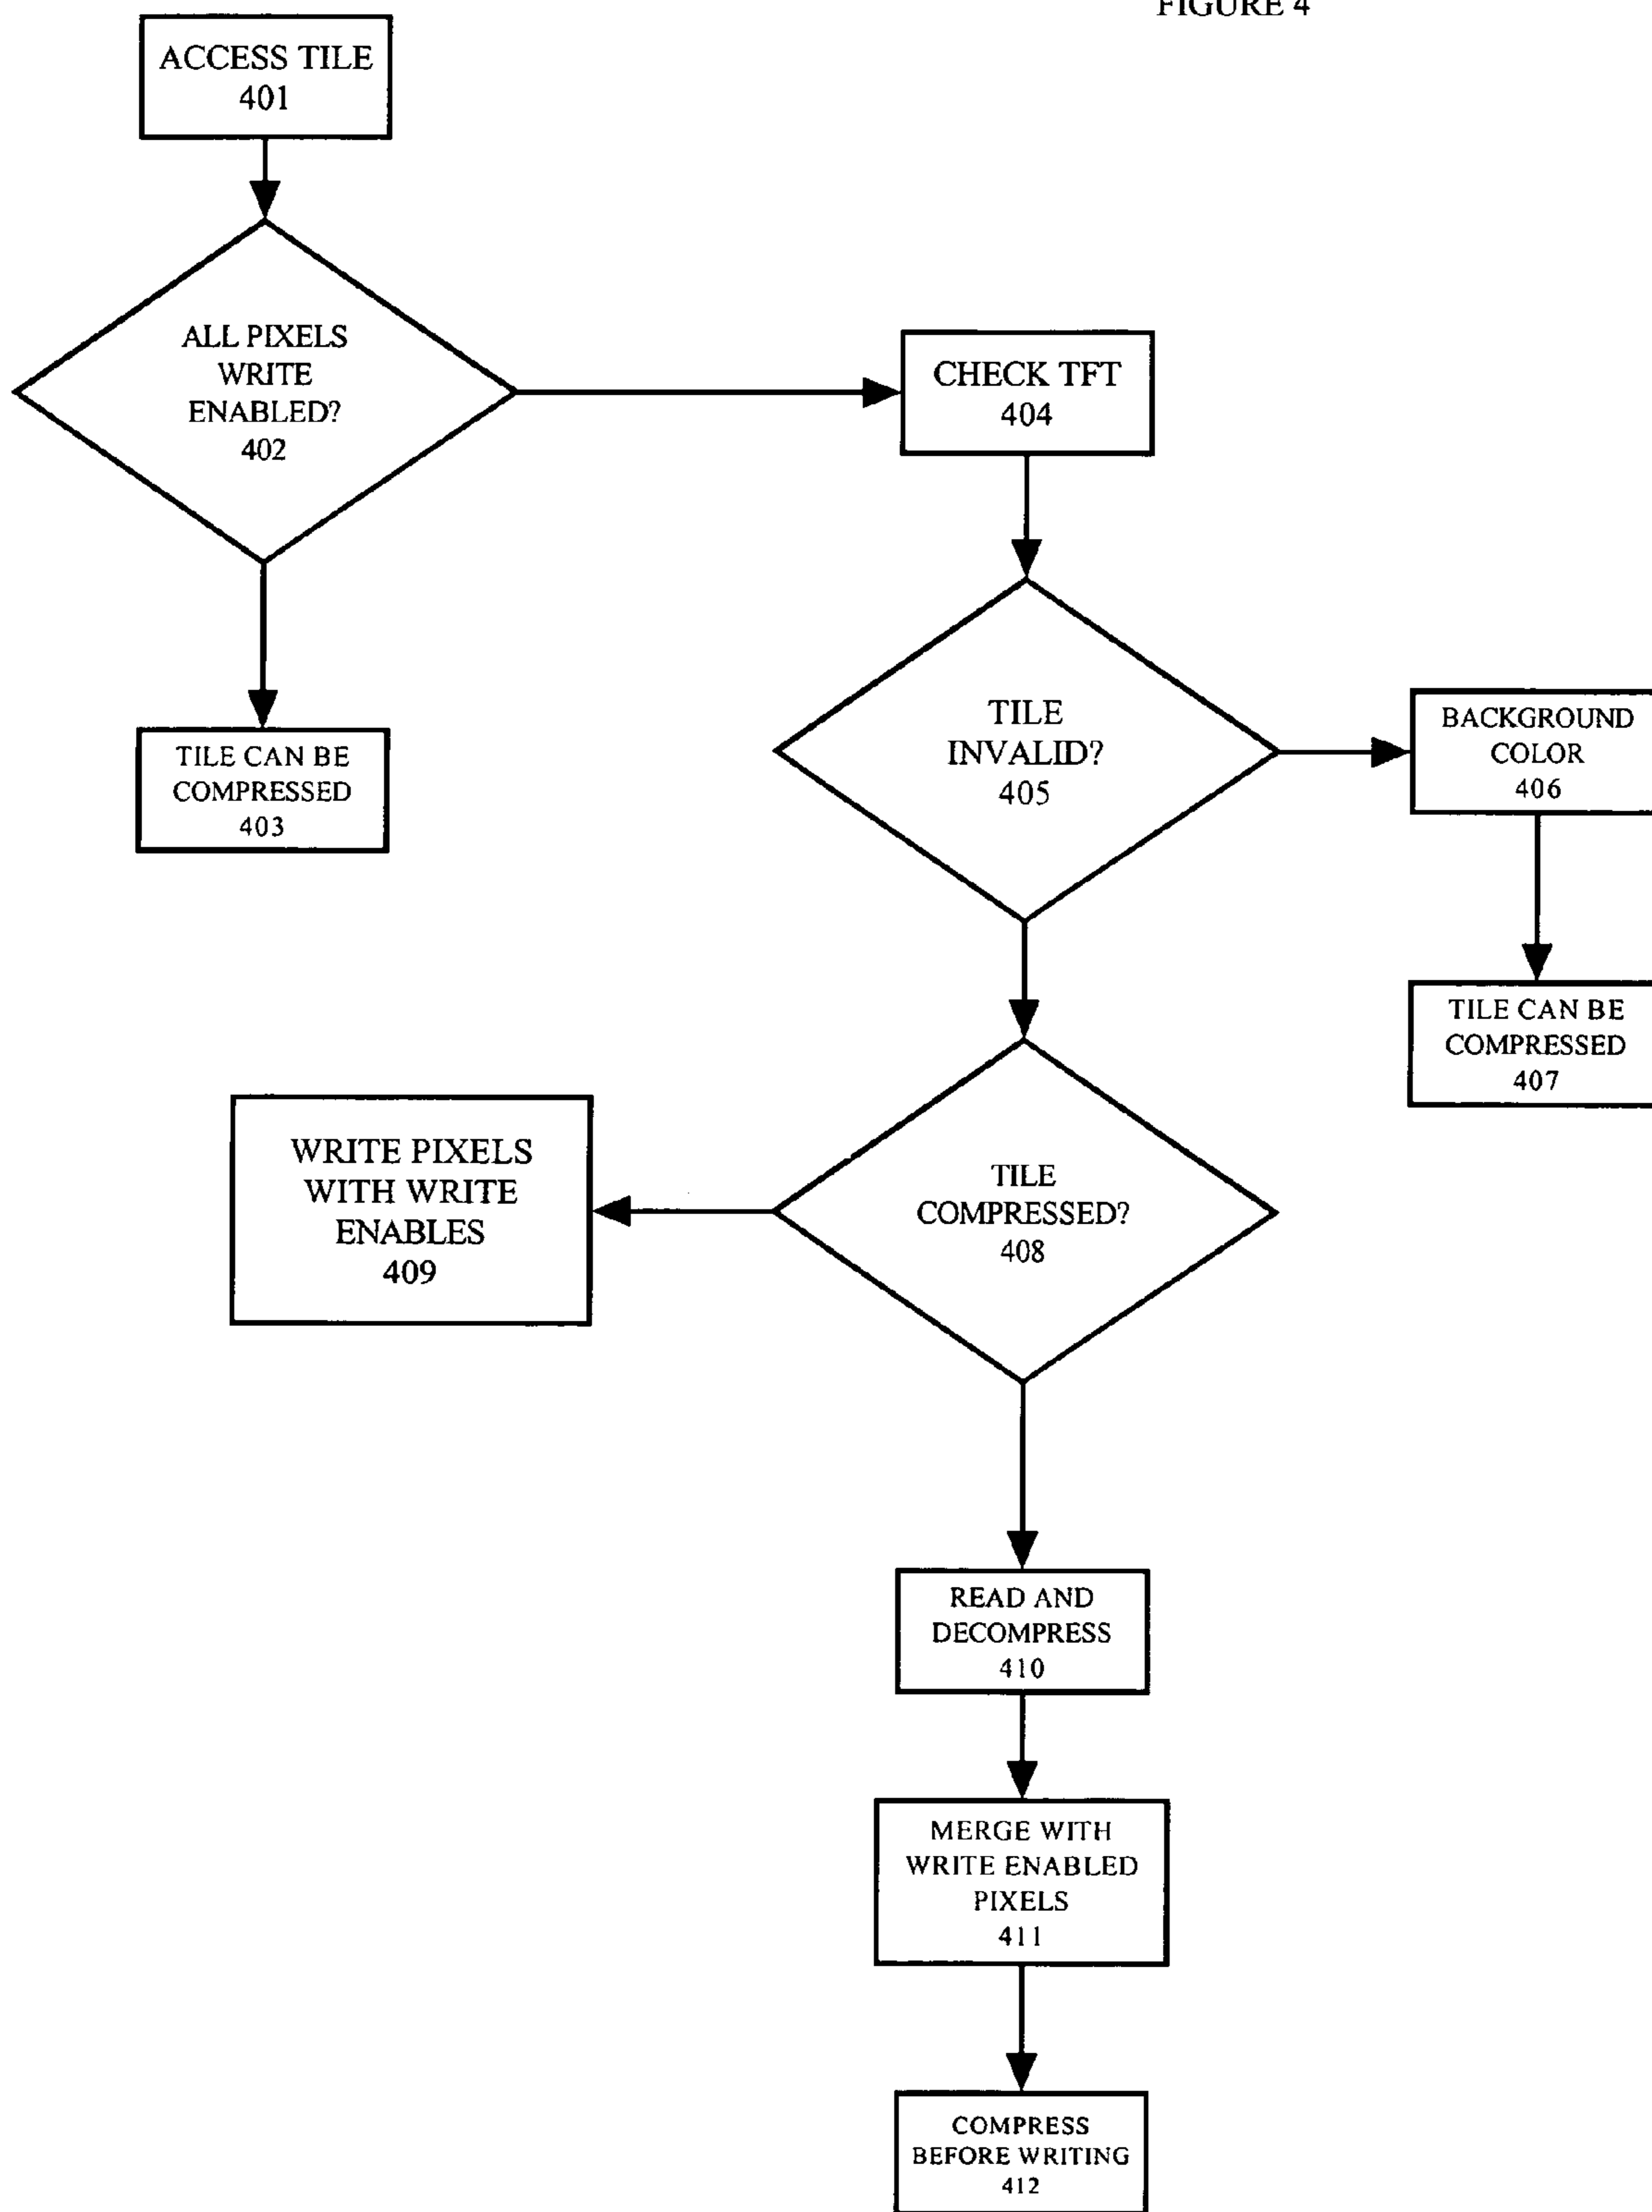 FIGURE 4
ACCESS TILE
401
ALL PIXELS
WRITE
ENABLED?
402
CHECK TFT
404
TILE CAN BE
COMPRESSED
403
TILE
INVALID?
405
BACKGROUND
COLOR
406
TILE CAN BE
COMPRESSED
407
TILE
COMPRESSED?
408
WRITE PIXELS
WITH WRITE
ENABLES
409
READ AND
DECOMPRESS
410
MERGE WITH
WRITE ENABLED
PIXELS
411
COMPRESS
BEFORE WRITING
412